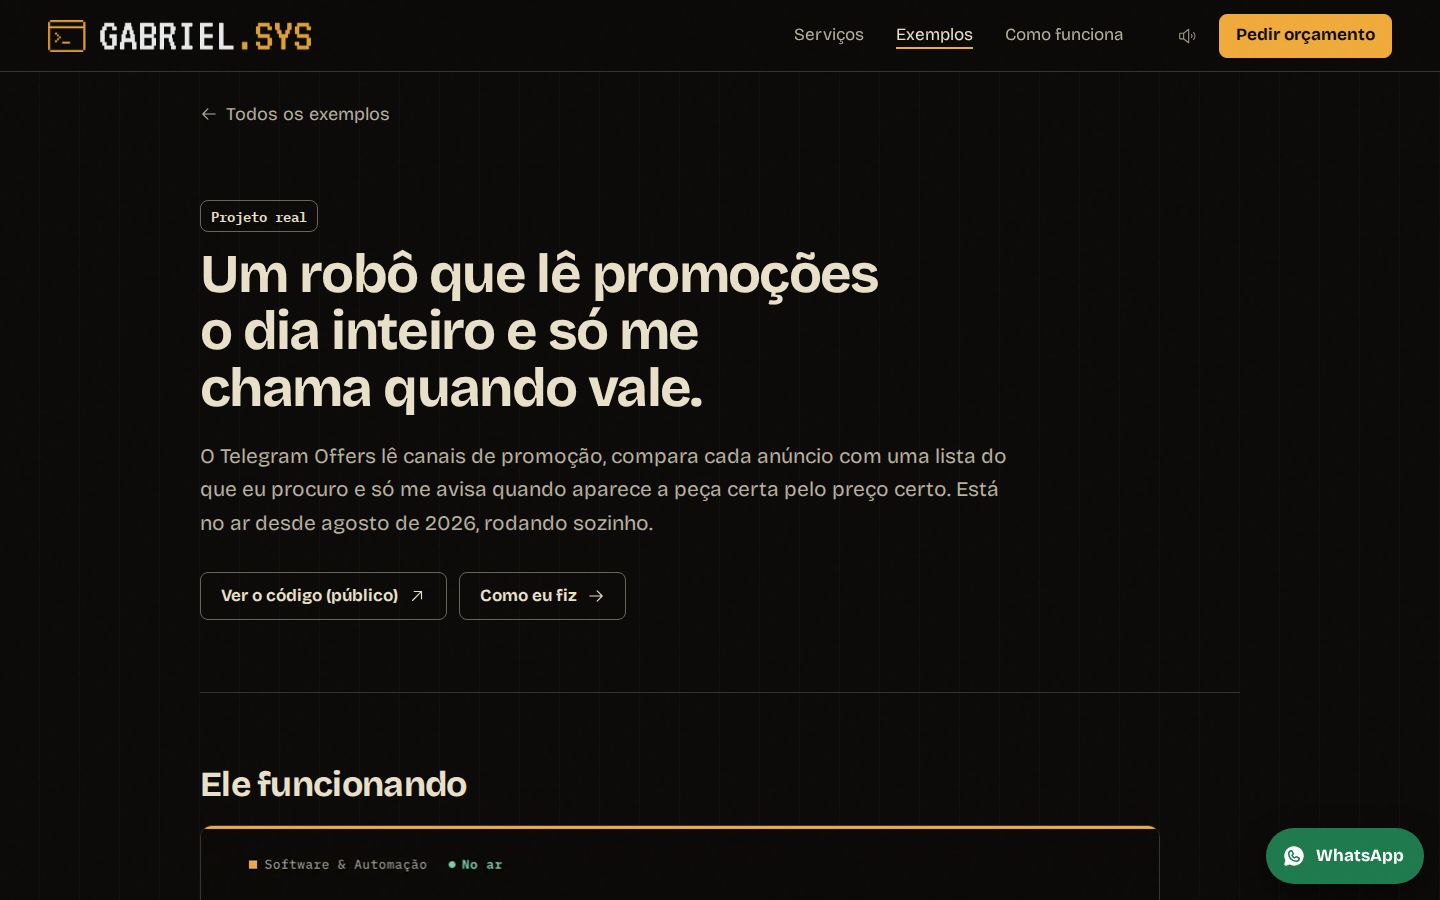 GABRIEL.SYS
Serviços
Exemplos
Como funciona
Pedir orçamento
Todos os exemplos
Projeto real
Um robô que lê promoções
o dia inteiro e só me
chama quando vale.
O Telegram Offers lê canais de promoção, compara cada anúncio com uma lista do
que eu procuro e só me avisa quando aparece a peça certa pelo preço certo. Está
no ar desde agosto de 2026, rodando sozinho.
Ver o código (público)
Como eu fiz
Ele funcionando
Software & Automação
No ar
WhatsApp